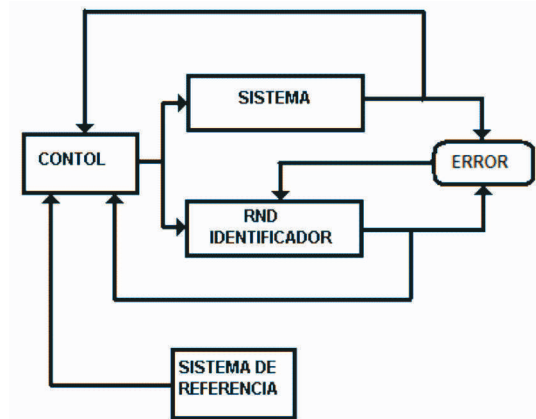 SISTEMA
CONTOL
ERROR
RND
IDENTIFICADOR
SISTEMA DE
REFERENCIA